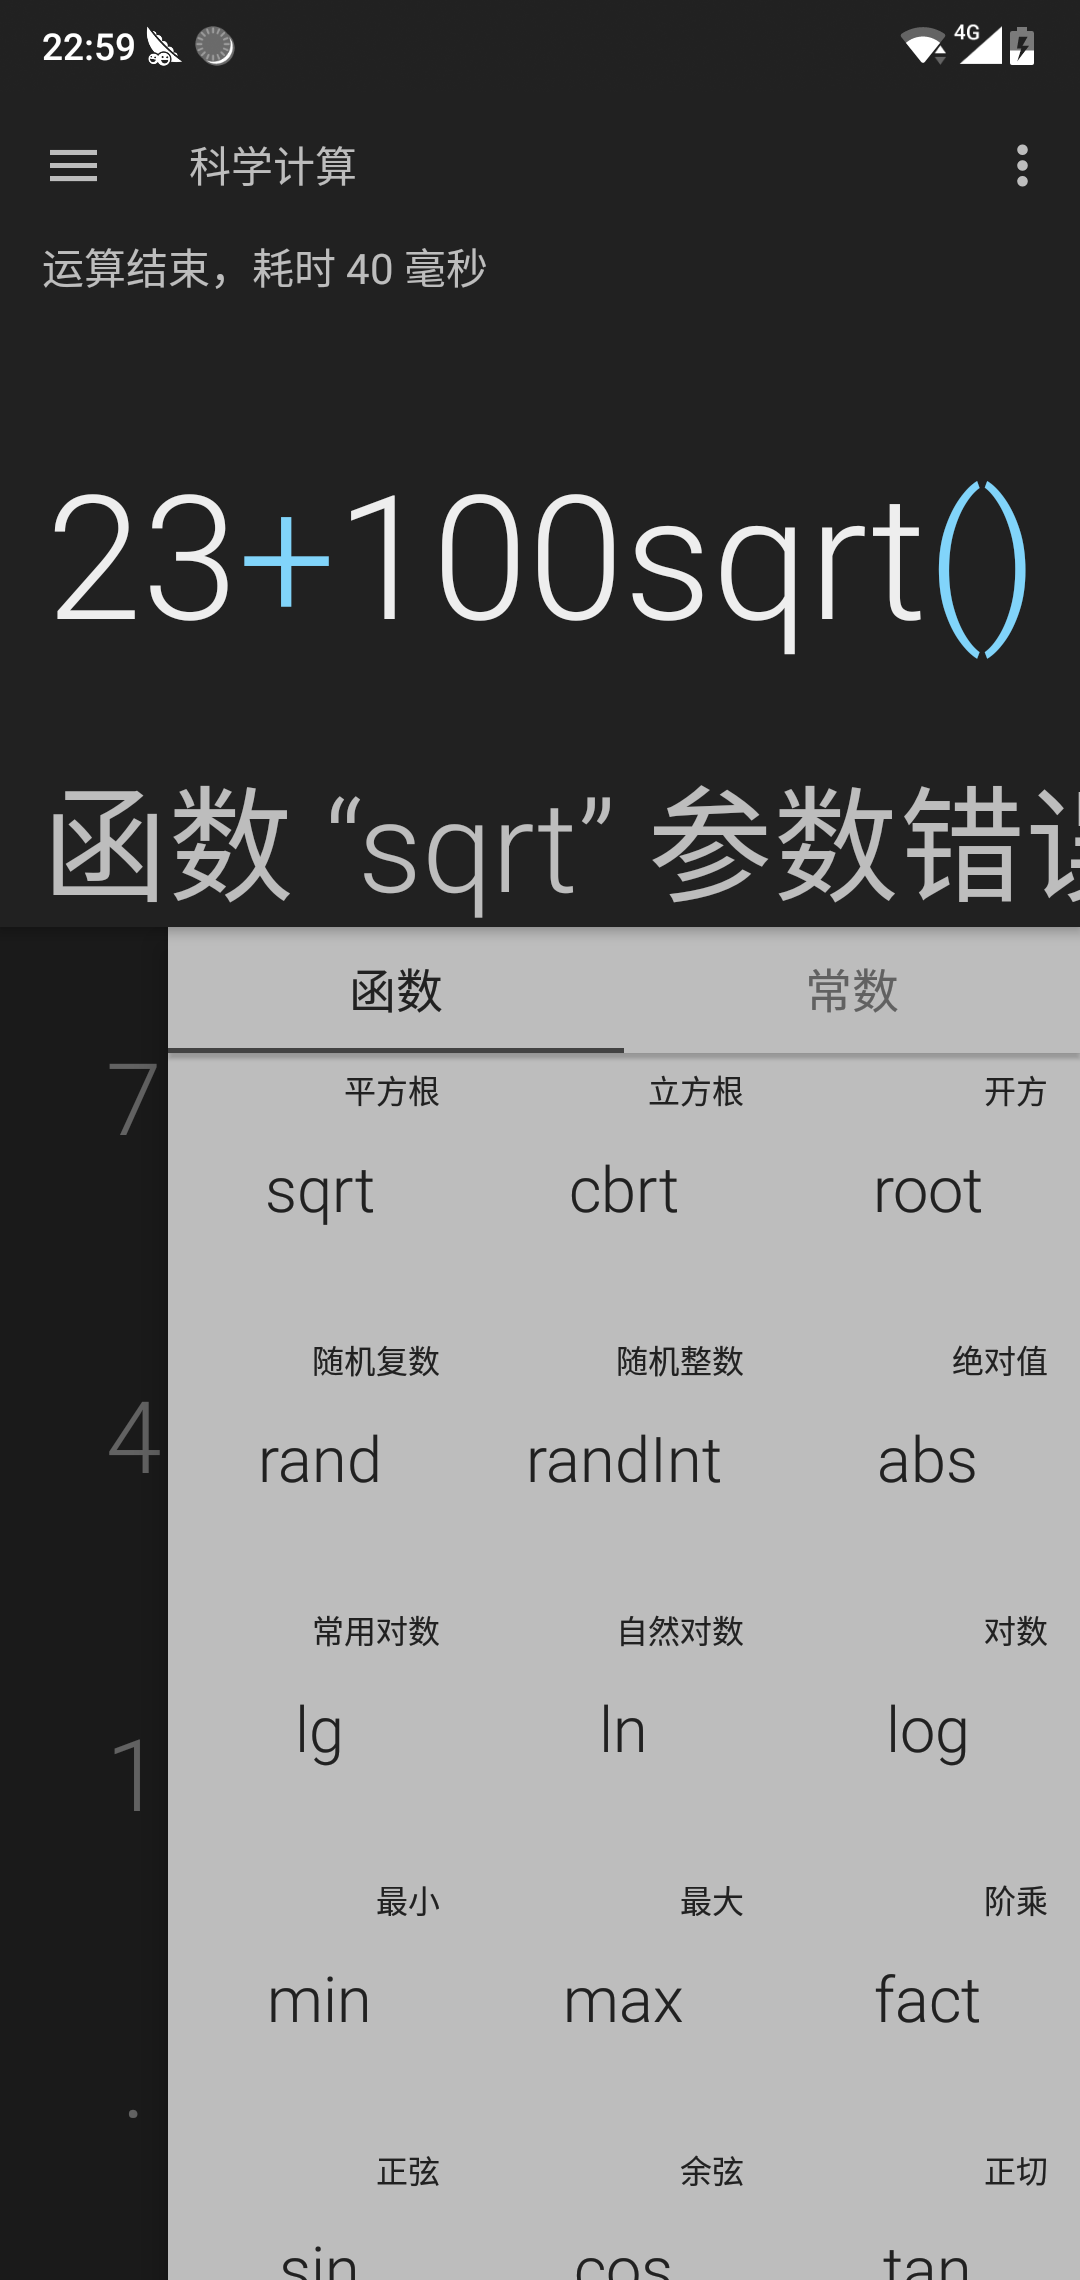 22:59
4G
科学计算
运算结束，耗时 40 毫秒
23+100sqrt()
函数 “sqrt” 参数错误
函数 常数
7
平方根 立方根 开方
sqrt cbrt root
随机复数 随机整数 绝对值
4
rand randInt abs
常用对数 自然对数 对数
lg ln log
1
最小 最大 阶乘
min max fact
.
正弦 余弦 正切
sin cos tan